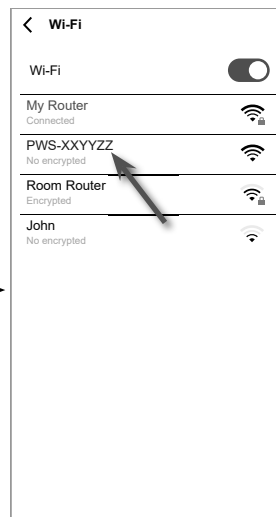 Wi-Fi
Wi-Fi
My Router
Connected
PWS-XXYYZZ
No encrypted
Room Router
Encrypted
John
No encrypted